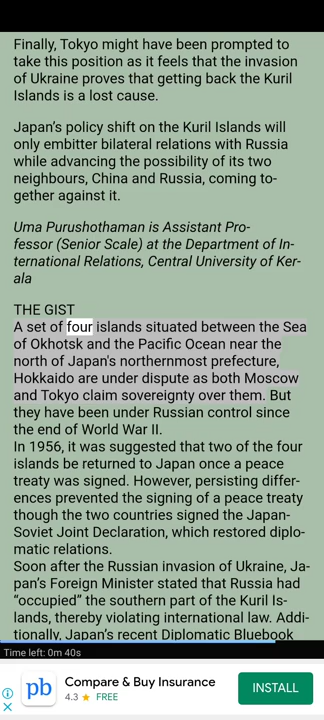 Finally, Tokyo might have been prompted to
take this position as it feels that the invasion
of Ukraine proves that getting back the Kuril
Islands is a lost cause.
Japan's policy shift on the Kuril Islands will
only embitter bilateral relations with Russia
while advancing the possibility of its two
neighbours, China and Russia, coming to-
gether against it.
Uma Purushothaman is Assistant Pro-
fessor (Senior Scale) at the Department of In-
ternational Relations, Central University of Ker-
ala
THE GIST
A set of four islands situated between the Sea
of Okhotsk and the Pacific Ocean near the
north of Japan's northernmost prefecture,
Hokkaido are under dispute as both Moscow
and Tokyo claim sovereignty over them. But
they have been under Russian control since
the end of World War II.
In 1956, it was suggested that two of the four
islands be returned to Japan once a peace
treaty was signed. However, persisting differ-
ences prevented the signing of a peace treaty
though the two countries signed the Japan-
Soviet Joint Declaration, which restored diplo-
matic relations.
Soon after the Russian invasion of Ukraine, Ja-
pan's Foreign Minister stated that Russia had
“occupied” the southern part of the Kuril Is-
lands, thereby violating international law. Addi-
tionally, Japan's recent Diplomatic Bluebook
Time left: 0m 40s
pb
Compare & Buy Insurance
4.3 ★ FREE
INSTALL